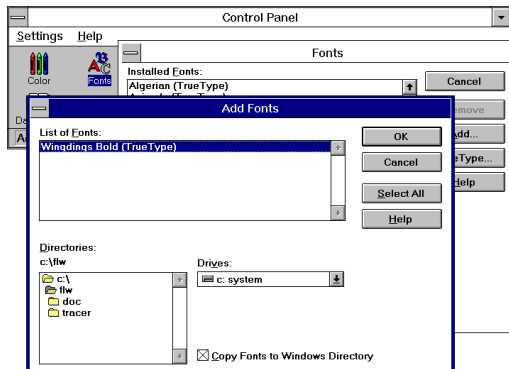 Control Panel
Settings Help
Color
Fonts
Fonts
Installed Fonts:
Algerian (TrueType)
Cancel
Add Fonts
List of Fonts:
Wingdings Bold (TrueType)
OK
Cancel
Select All
Help
Directories:
c:\flw
c:\
flw
doc
tracer
Drives:
c: system
Copy Fonts to Windows Directory
Help